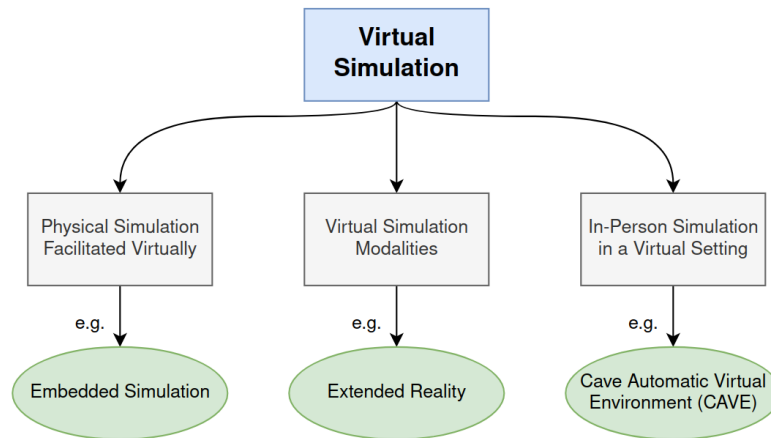 Virtual
Simulation
Physical Simulation
Facilitated Virtually
Virtual Simulation
Modalities
In-Person Simulation
in a Virtual Setting
e.g.
e.g.
e.g.
Embedded Simulation
Extended Reality
Cave Automatic Virtual
Environment (CAVE)